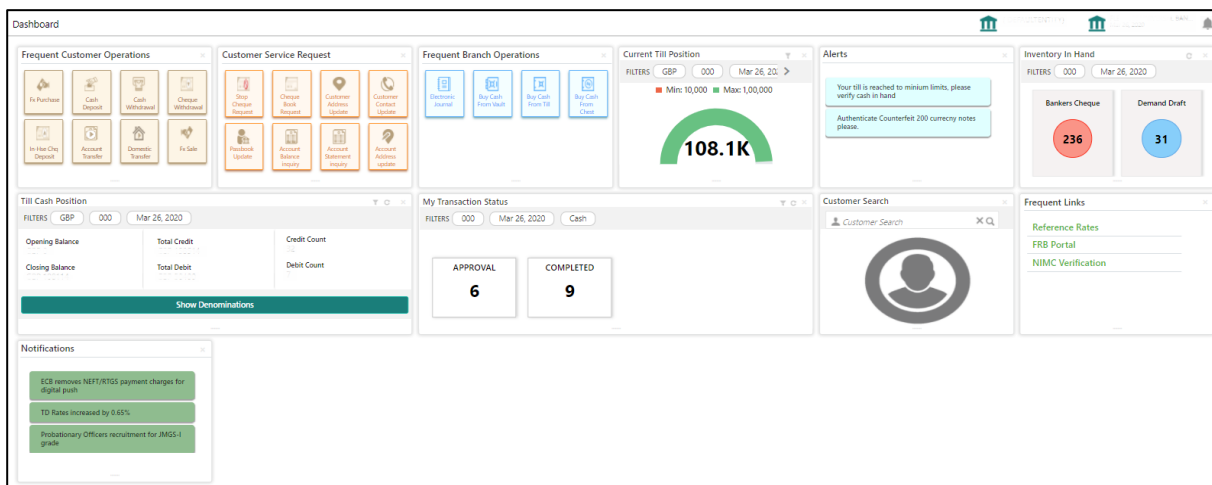 Dashboard
Frequent Customer Operations
Fx Purchase
Cash
Deposit
Cash
Withdrawal
Cheque
Withdrawal
In-Hse Chq
Deposit
Account
Transfer
Domestic
Transfer
Fx Sale
Customer Service Request
Stop
Cheque
Request
Cheque
Book
Request
Customer
Address
Update
Customer
Contact
Update
Passbook
Update
Account
Balance
inquiry
Account
Statement
inquiry
Account
Address
update
Frequent Branch Operations
Electronic
Journal
Buy Cash
From Vault
Buy Cash
From Till
Buy Cash
From
Chest
Current Till Position
FILTERS GBP 000 Mar 26, 20
Min: 10,000 Max: 1,00,000
108.1K
Alerts
Your till is reached to minium limits, please
verify cash in hand
Authenticate Counterfeit 200 currecny notes
please.
Inventory In Hand
FILTERS 000 Mar 26, 2020
Bankers Cheque Demand Draft
236 31
Till Cash Position
FILTERS GBP 000 Mar 26, 2020
Opening Balance Total Credit Credit Count
Closing Balance Total Debit Debit Count
Show Denominations
My Transaction Status
FILTERS 000 Mar 26, 2020 Cash
APPROVAL COMPLETED
6 9
Customer Search
Customer Search
Frequent Links
Reference Rates
FRB Portal
NIMC Verification
Notifications
ECB removes NEFT/RTGS payment charges for
digital push
TD Rates increased by 0.65%
Probationary Officers recruitment for JMGS-I
grade